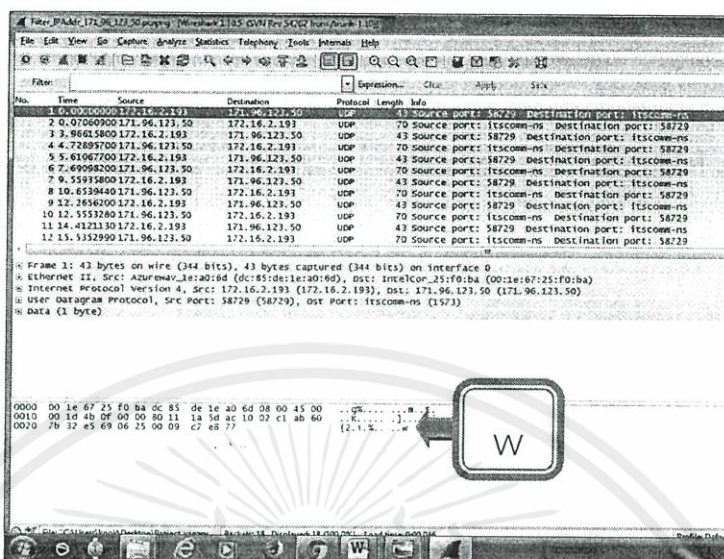 Filter_IPAddr_171_96_123_50.pcapng [Wireshark 1.10.5 (SVN Rev 54262 from /trunk-1.10)]
File Edit View Go Capture Analyze Statistics Telephony Tools Internals Help
Filter: Expression... Clear Apply Save
No. Time Source Destination Protocol Length Info
1 0.00000000 172.16.2.193 171.96.123.50 UDP 43 Source port: 58729 Destination port: itscomm-ns
2 0.07060900 171.96.123.50 172.16.2.193 UDP 70 Source port: itscomm-ns Destination port: 58729
3 3.96615800 172.16.2.193 171.96.123.50 UDP 43 Source port: 58729 Destination port: itscomm-ns
4 4.72895700 171.96.123.50 172.16.2.193 UDP 70 Source port: itscomm-ns Destination port: 58729
5 5.61067700 172.16.2.193 171.96.123.50 UDP 43 Source port: 58729 Destination port: itscomm-ns
6 7.69098200 171.96.123.50 172.16.2.193 UDP 70 Source port: itscomm-ns Destination port: 58729
7 9.55935800 172.16.2.193 171.96.123.50 UDP 43 Source port: 58729 Destination port: itscomm-ns
8 10.6539440 171.96.123.50 172.16.2.193 UDP 70 Source port: itscomm-ns Destination port: 58729
9 12.2656200 172.16.2.193 171.96.123.50 UDP 43 Source port: 58729 Destination port: itscomm-ns
10 12.5553280 171.96.123.50 172.16.2.193 UDP 70 Source port: itscomm-ns Destination port: 58729
11 14.4121130 172.16.2.193 171.96.123.50 UDP 43 Source port: 58729 Destination port: itscomm-ns
12 15.5352990 171.96.123.50 172.16.2.193 UDP 70 Source port: itscomm-ns Destination port: 58729
Frame 1: 43 bytes on wire (344 bits), 43 bytes captured (344 bits) on interface 0
Ethernet II, Src: Azurewav_1e:a0:6d (dc:85:de:1e:a0:6d), Dst: IntelCor_25:f0:ba (00:1e:67:25:f0:ba)
Internet Protocol Version 4, Src: 172.16.2.193 (172.16.2.193), Dst: 171.96.123.50 (171.96.123.50)
User Datagram Protocol, Src Port: 58729 (58729), Dst Port: itscomm-ns (1573)
Data (1 byte)
0000 00 1e 67 25 f0 ba dc 85 de 1e a0 6d 08 00 45 00
0010 00 1d 4b 0f 00 00 80 11 1a 5d ac 10 02 c1 ab 60
0020 7b 32 e5 69 06 25 00 09 c7 e8 77 {2.i.%.. ..w
W